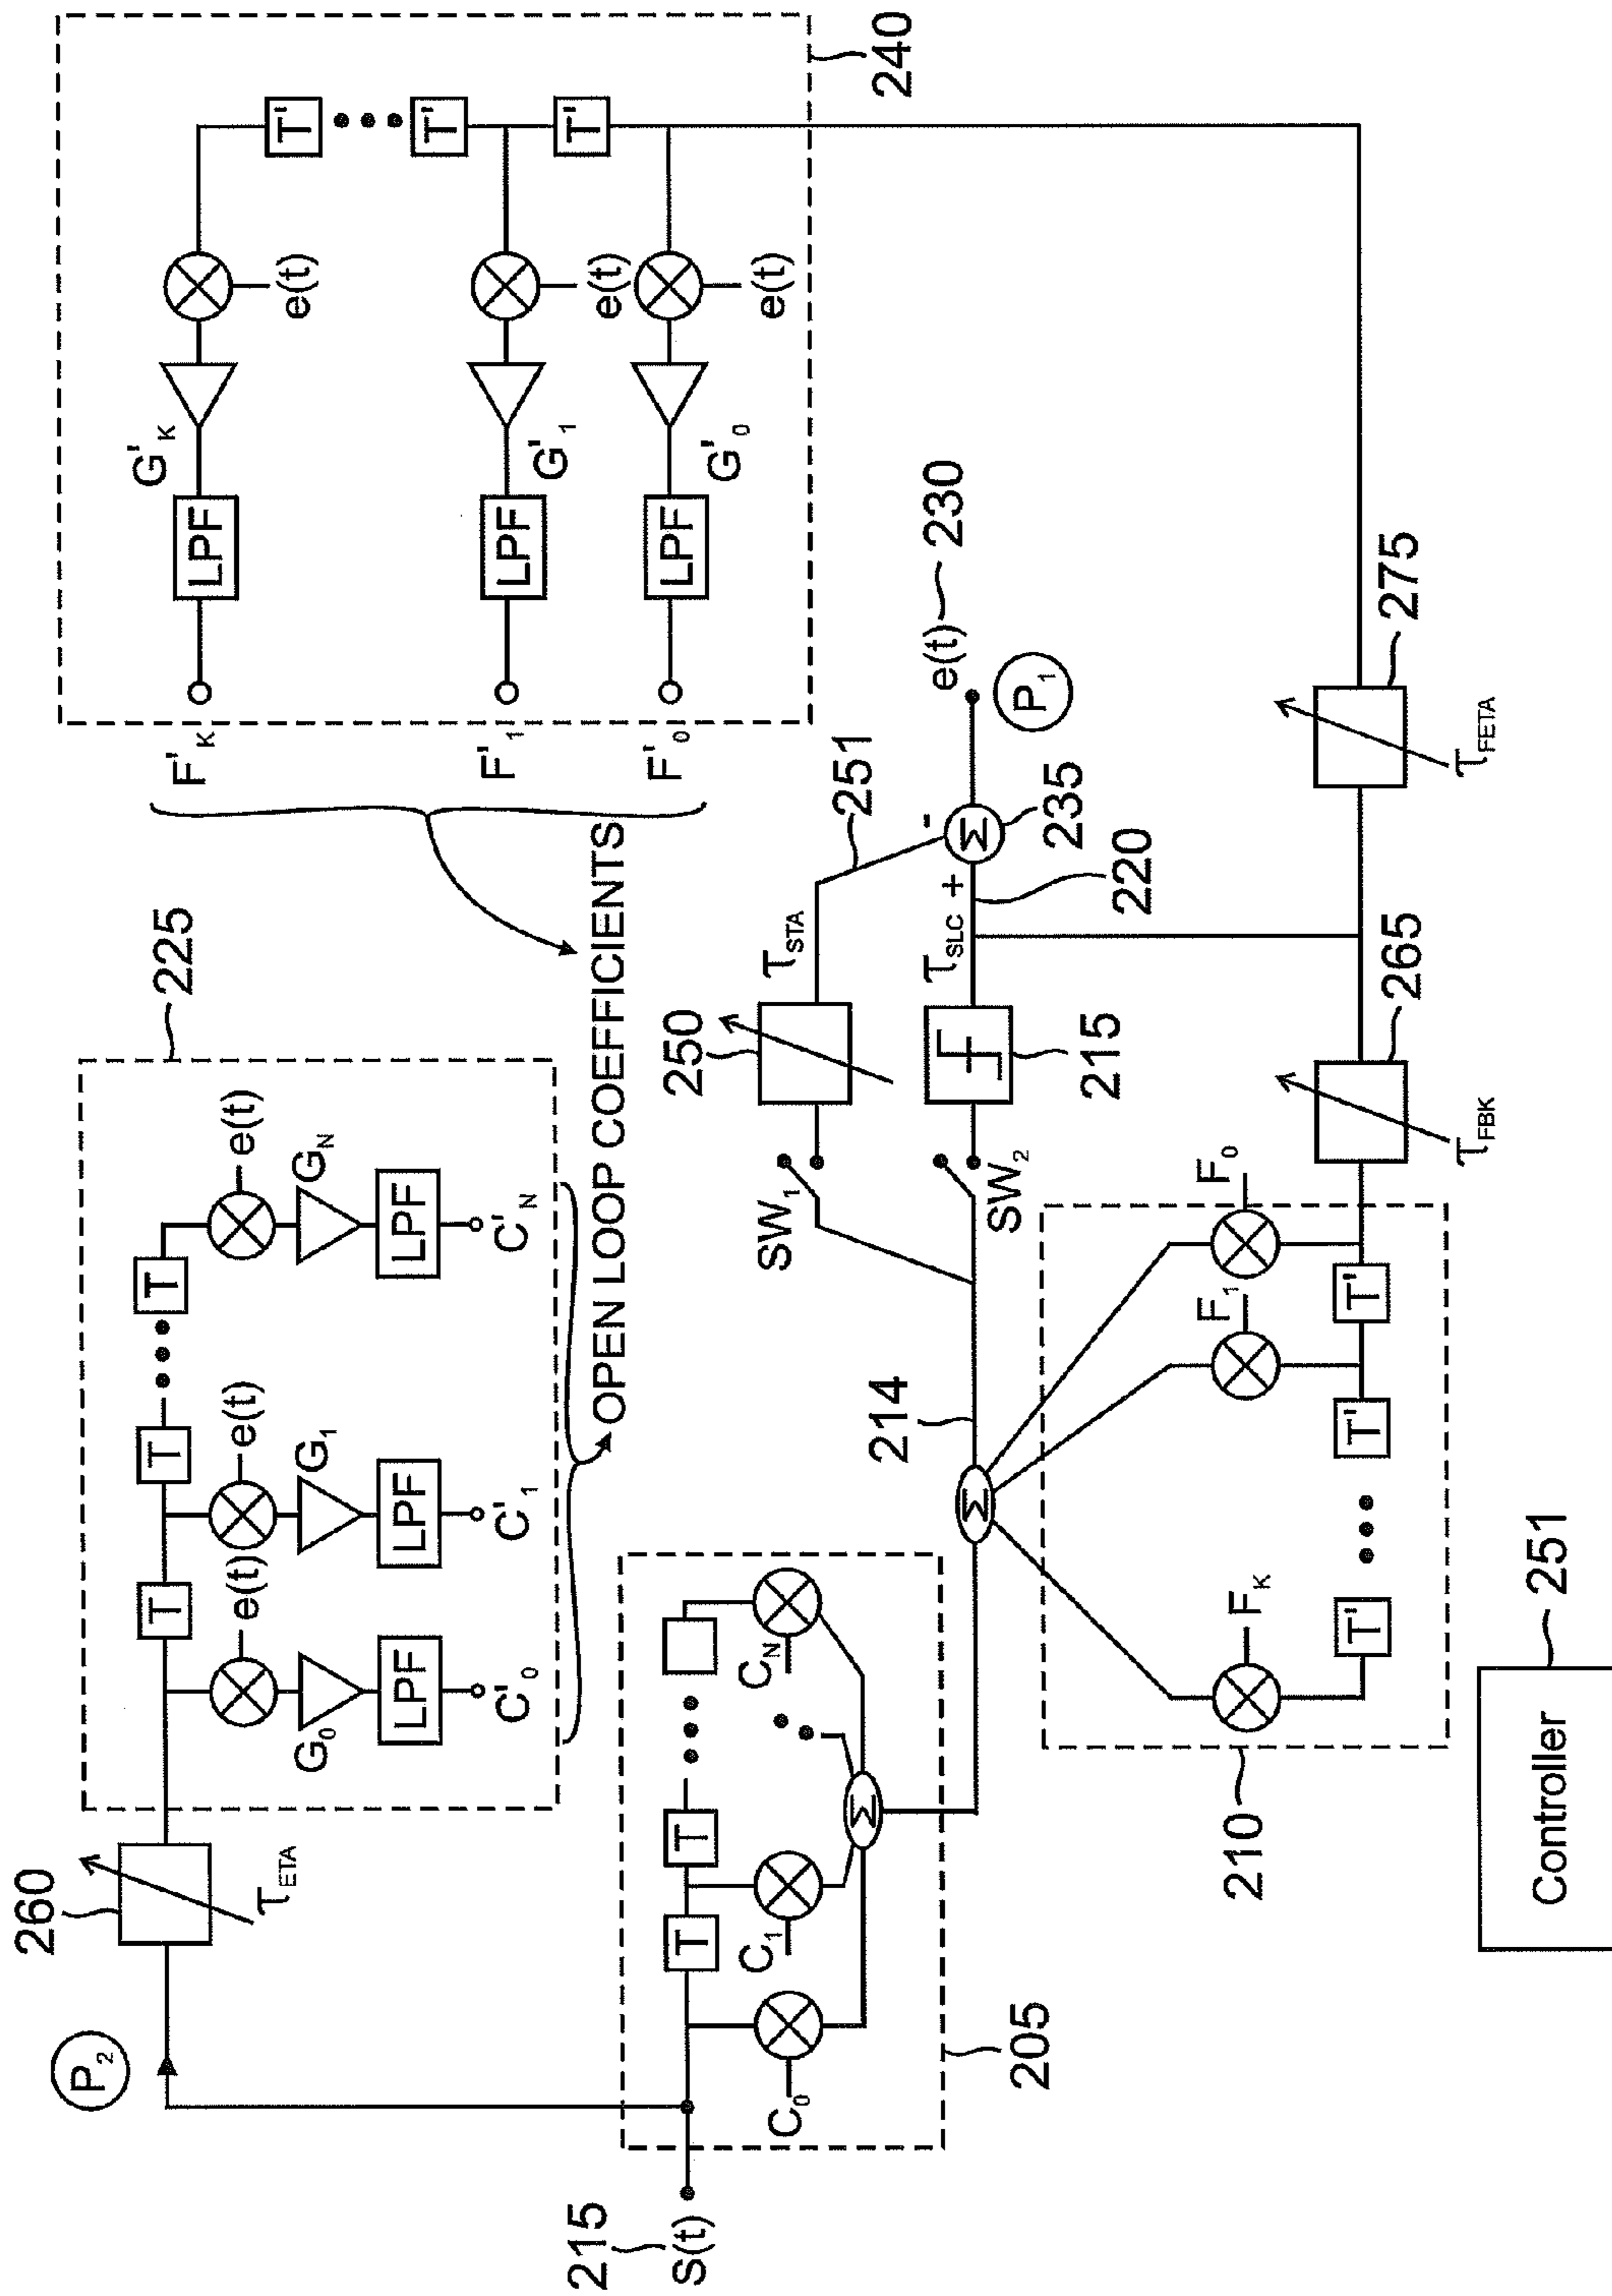 260
P2
τETA
225
T
T
T
e(t)
e(t)
e(t)
G0
G1
GN
LPF
LPF
LPF
C'0
C'1
C'N
OPEN LOOP COEFFICIENTS
F'K
F'1
F'0
LPF
LPF
LPF
G'K
G'1
G'0
e(t)
e(t)
e(t)
T'
T'
T'
240
215
S(t)
T
T
C0
C1
CN
Σ
205
Σ
214
SW1
SW2
250
τSTA
251
215
τSLC
+
-
220
Σ
235
e(t)
230
P1
210
FK
F1
F0
T'
T'
T'
265
τFBK
275
τFETA
Controller
251